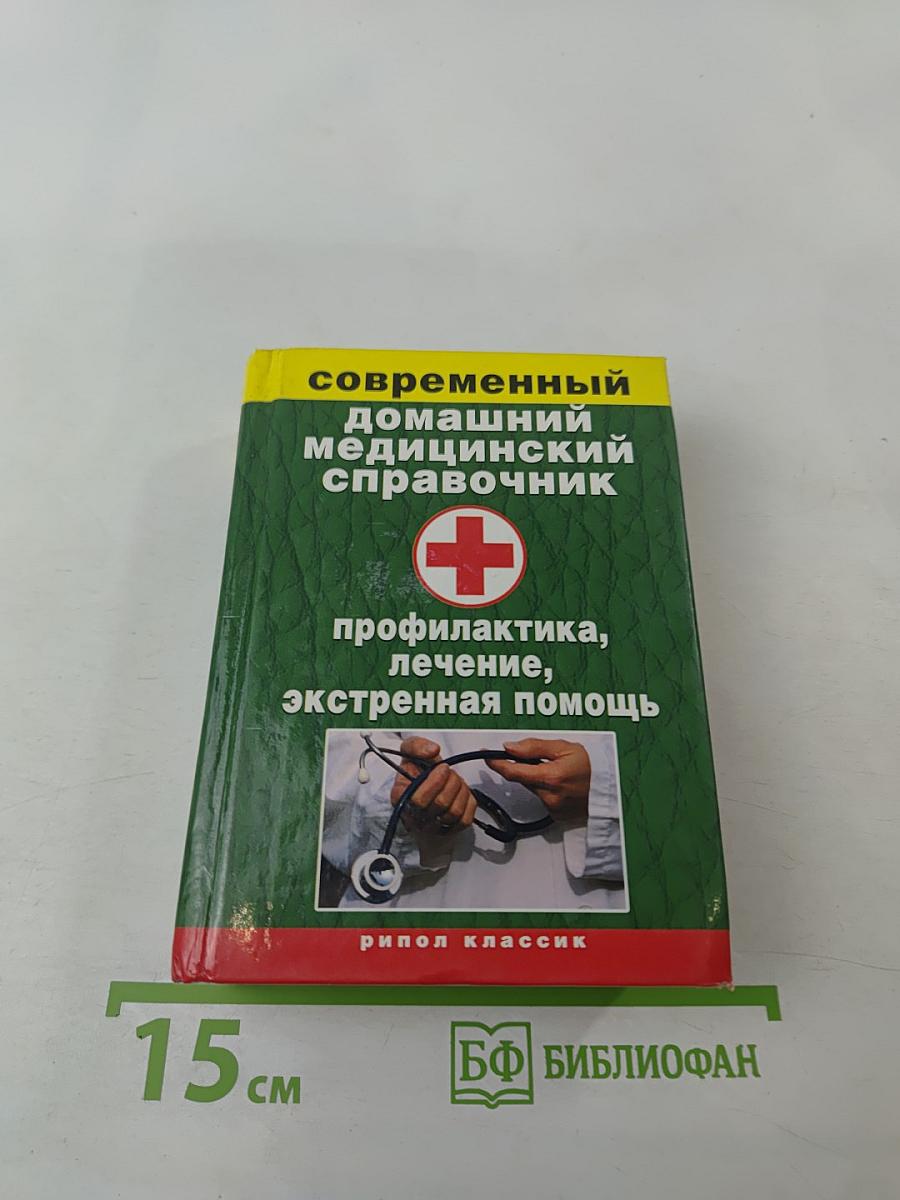 современный
домашний
медицинский
справочник
профилактика,
лечение,
экстренная помощь
рипол классик
15 см
БФ БИБЛИОФАН